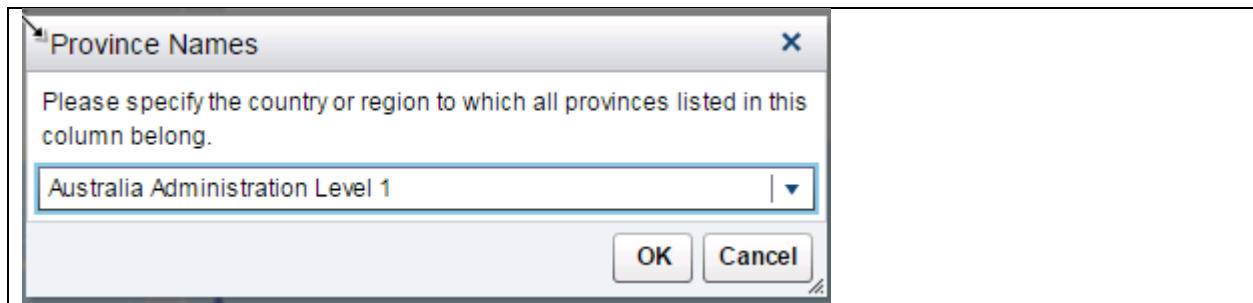 Province Names
Please specify the country or region to which all provinces listed in this
column belong.
Australia Administration Level 1
OK Cancel